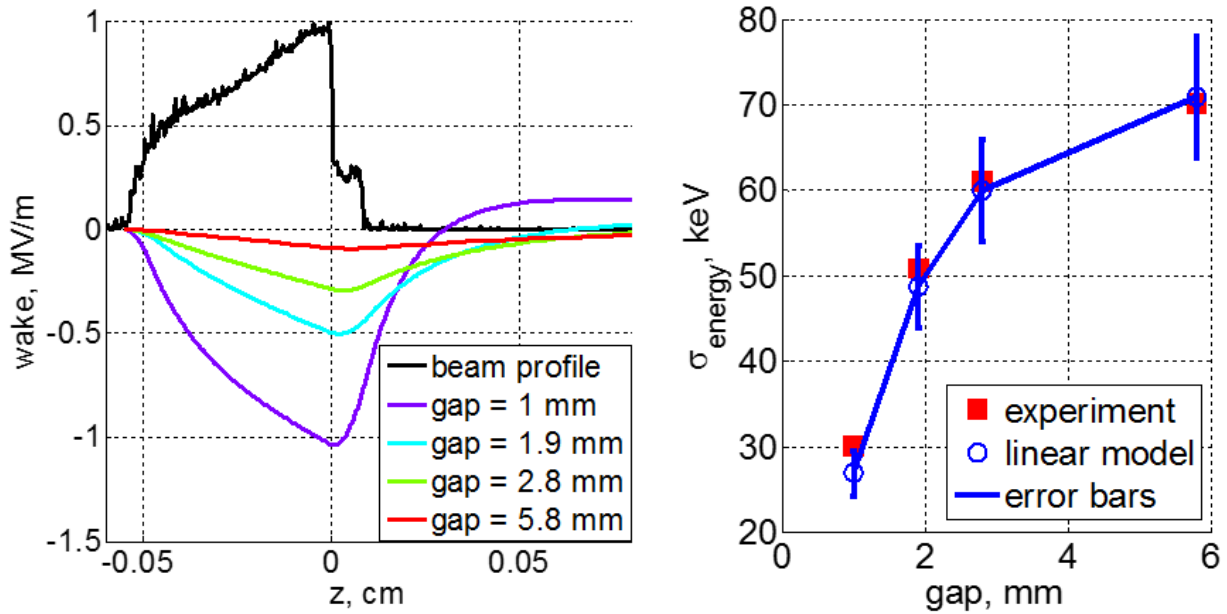 1
0.5
0
-0.5
-1
-1.5
wake, MV/m
-0.05
0
0.05
z, cm
beam profile
gap = 1 mm
gap = 1.9 mm
gap = 2.8 mm
gap = 5.8 mm
80
70
60
50
40
30
20
σenergy, keV
0
2
4
6
gap, mm
experiment
linear model
error bars